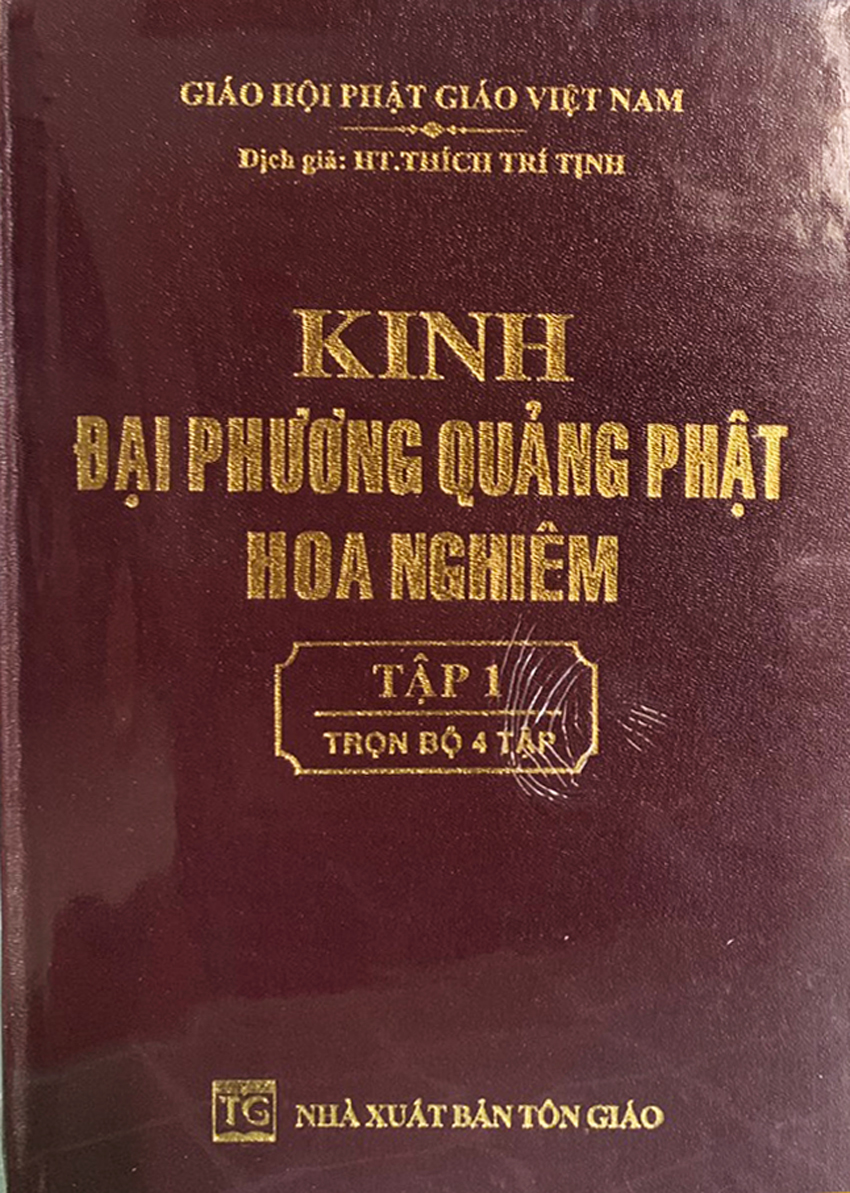 GIÁO HỘI PHẬT GIÁO VIỆT NAM
Dịch giả: HT.THÍCH TRÍ TỊNH
KINH
ĐẠI PHƯƠNG QUẢNG PHẬT
HOA NGHIÊM
TẬP 1
TRỌN BỘ 4 TẬP
TG NHÀ XUẤT BẢN TÔN GIÁO